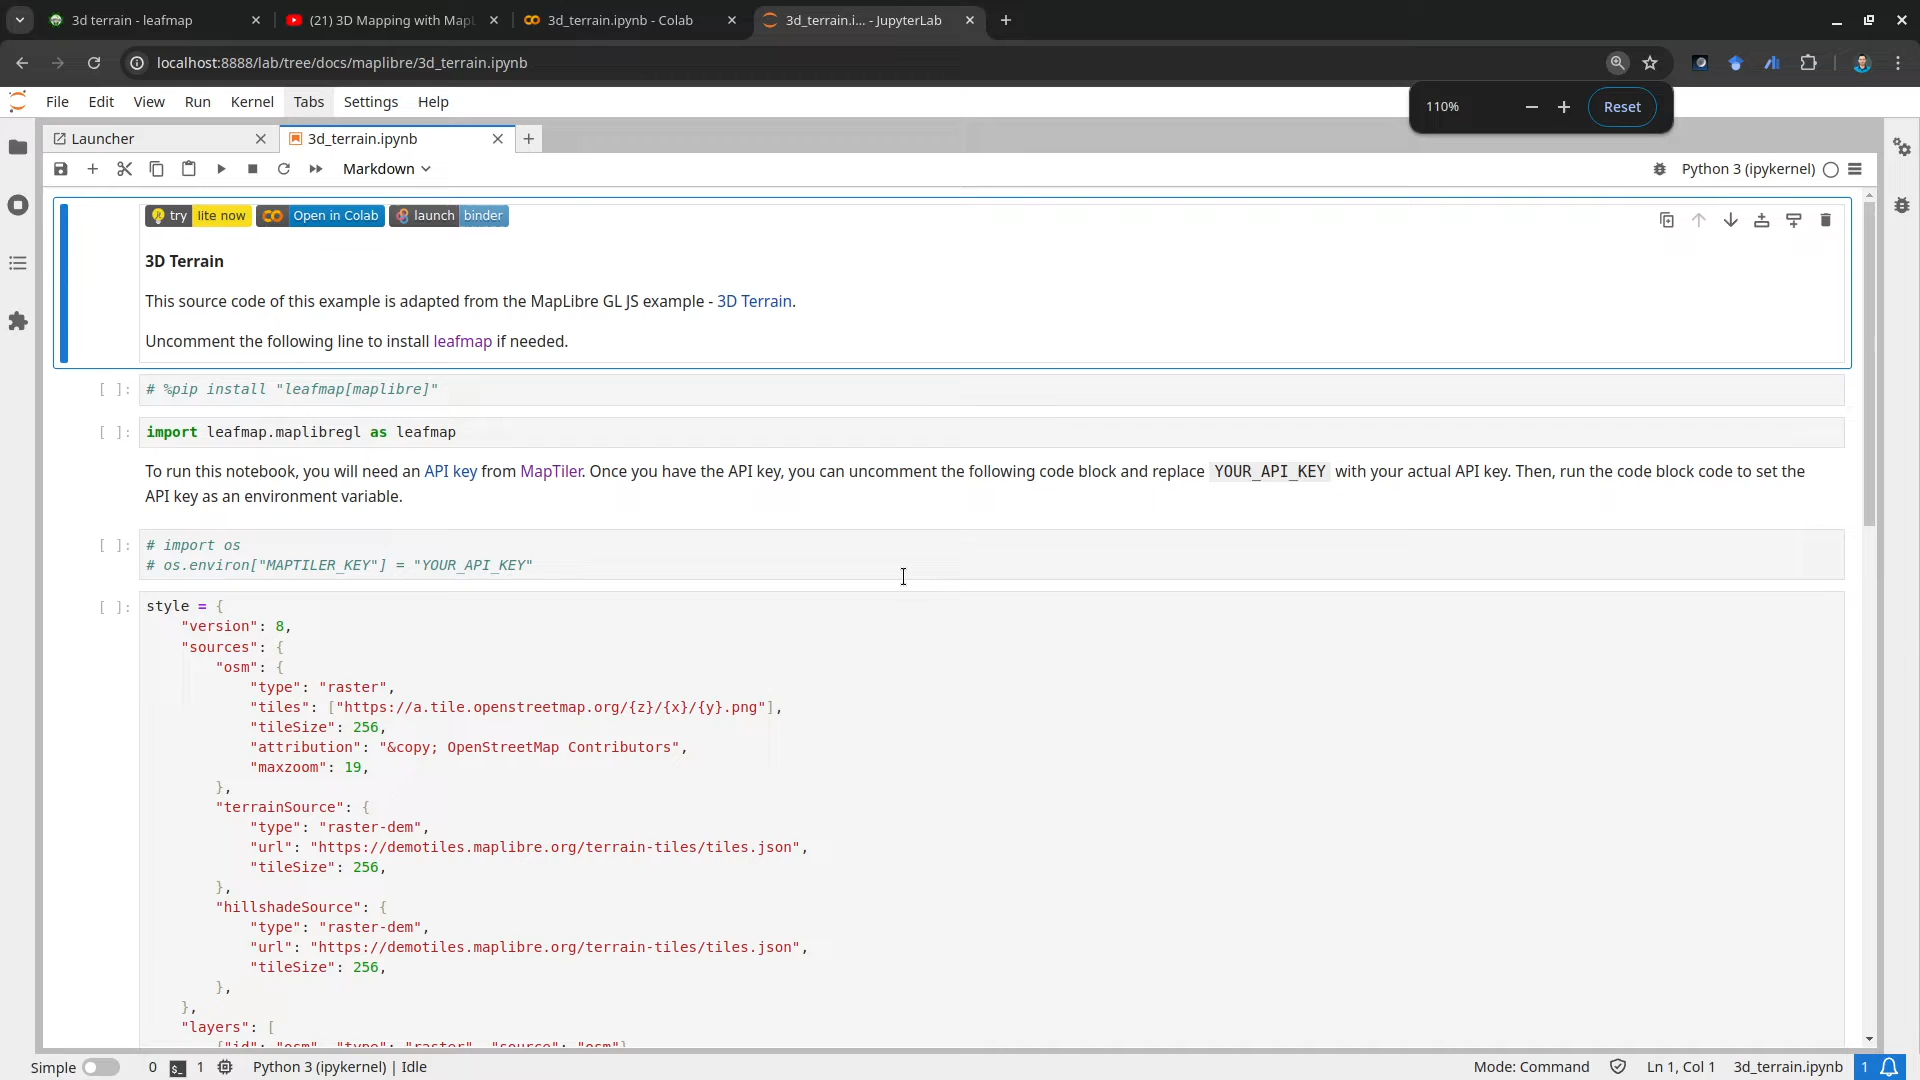 3d terrain - leafmap
(21) 3D Mapping with MapL
3d_terrain.ipynb - Colab
3d_terrain.i... - JupyterLab
localhost:8888/lab/tree/docs/maplibre/3d_terrain.ipynb
File Edit View Run Kernel Tabs Settings Help
110% Reset
Launcher
3d_terrain.ipynb
Markdown
Python 3 (ipykernel)
try lite now Open in Colab launch binder
3D Terrain
This source code of this example is adapted from the MapLibre GL JS example - 3D Terrain.
Uncomment the following line to install leafmap if needed.
[ ]: # %pip install "leafmap[maplibre]"
[ ]: import leafmap.maplibregl as leafmap
To run this notebook, you will need an API key from MapTiler. Once you have the API key, you can uncomment the following code block and replace YOUR_API_KEY with your actual API key. Then, run the code block code to set the
API key as an environment variable.
[ ]: # import os
# os.environ["MAPTILER_KEY"] = "YOUR_API_KEY"
[ ]: style = {
"version": 8,
"sources": {
"osm": {
"type": "raster",
"tiles": ["https://a.tile.openstreetmap.org/{z}/{x}/{y}.png"],
"tileSize": 256,
"attribution": "&copy; OpenStreetMap Contributors",
"maxzoom": 19,
},
"terrainSource": {
"type": "raster-dem",
"url": "https://demotiles.maplibre.org/terrain-tiles/tiles.json",
"tileSize": 256,
},
"hillshadeSource": {
"type": "raster-dem",
"url": "https://demotiles.maplibre.org/terrain-tiles/tiles.json",
"tileSize": 256,
},
},
"layers": [
{"id": "osm", "type": "raster", "source": "osm"},
Simple 0 1 Python 3 (ipykernel) | Idle Mode: Command Ln 1, Col 1 3d_terrain.ipynb 1